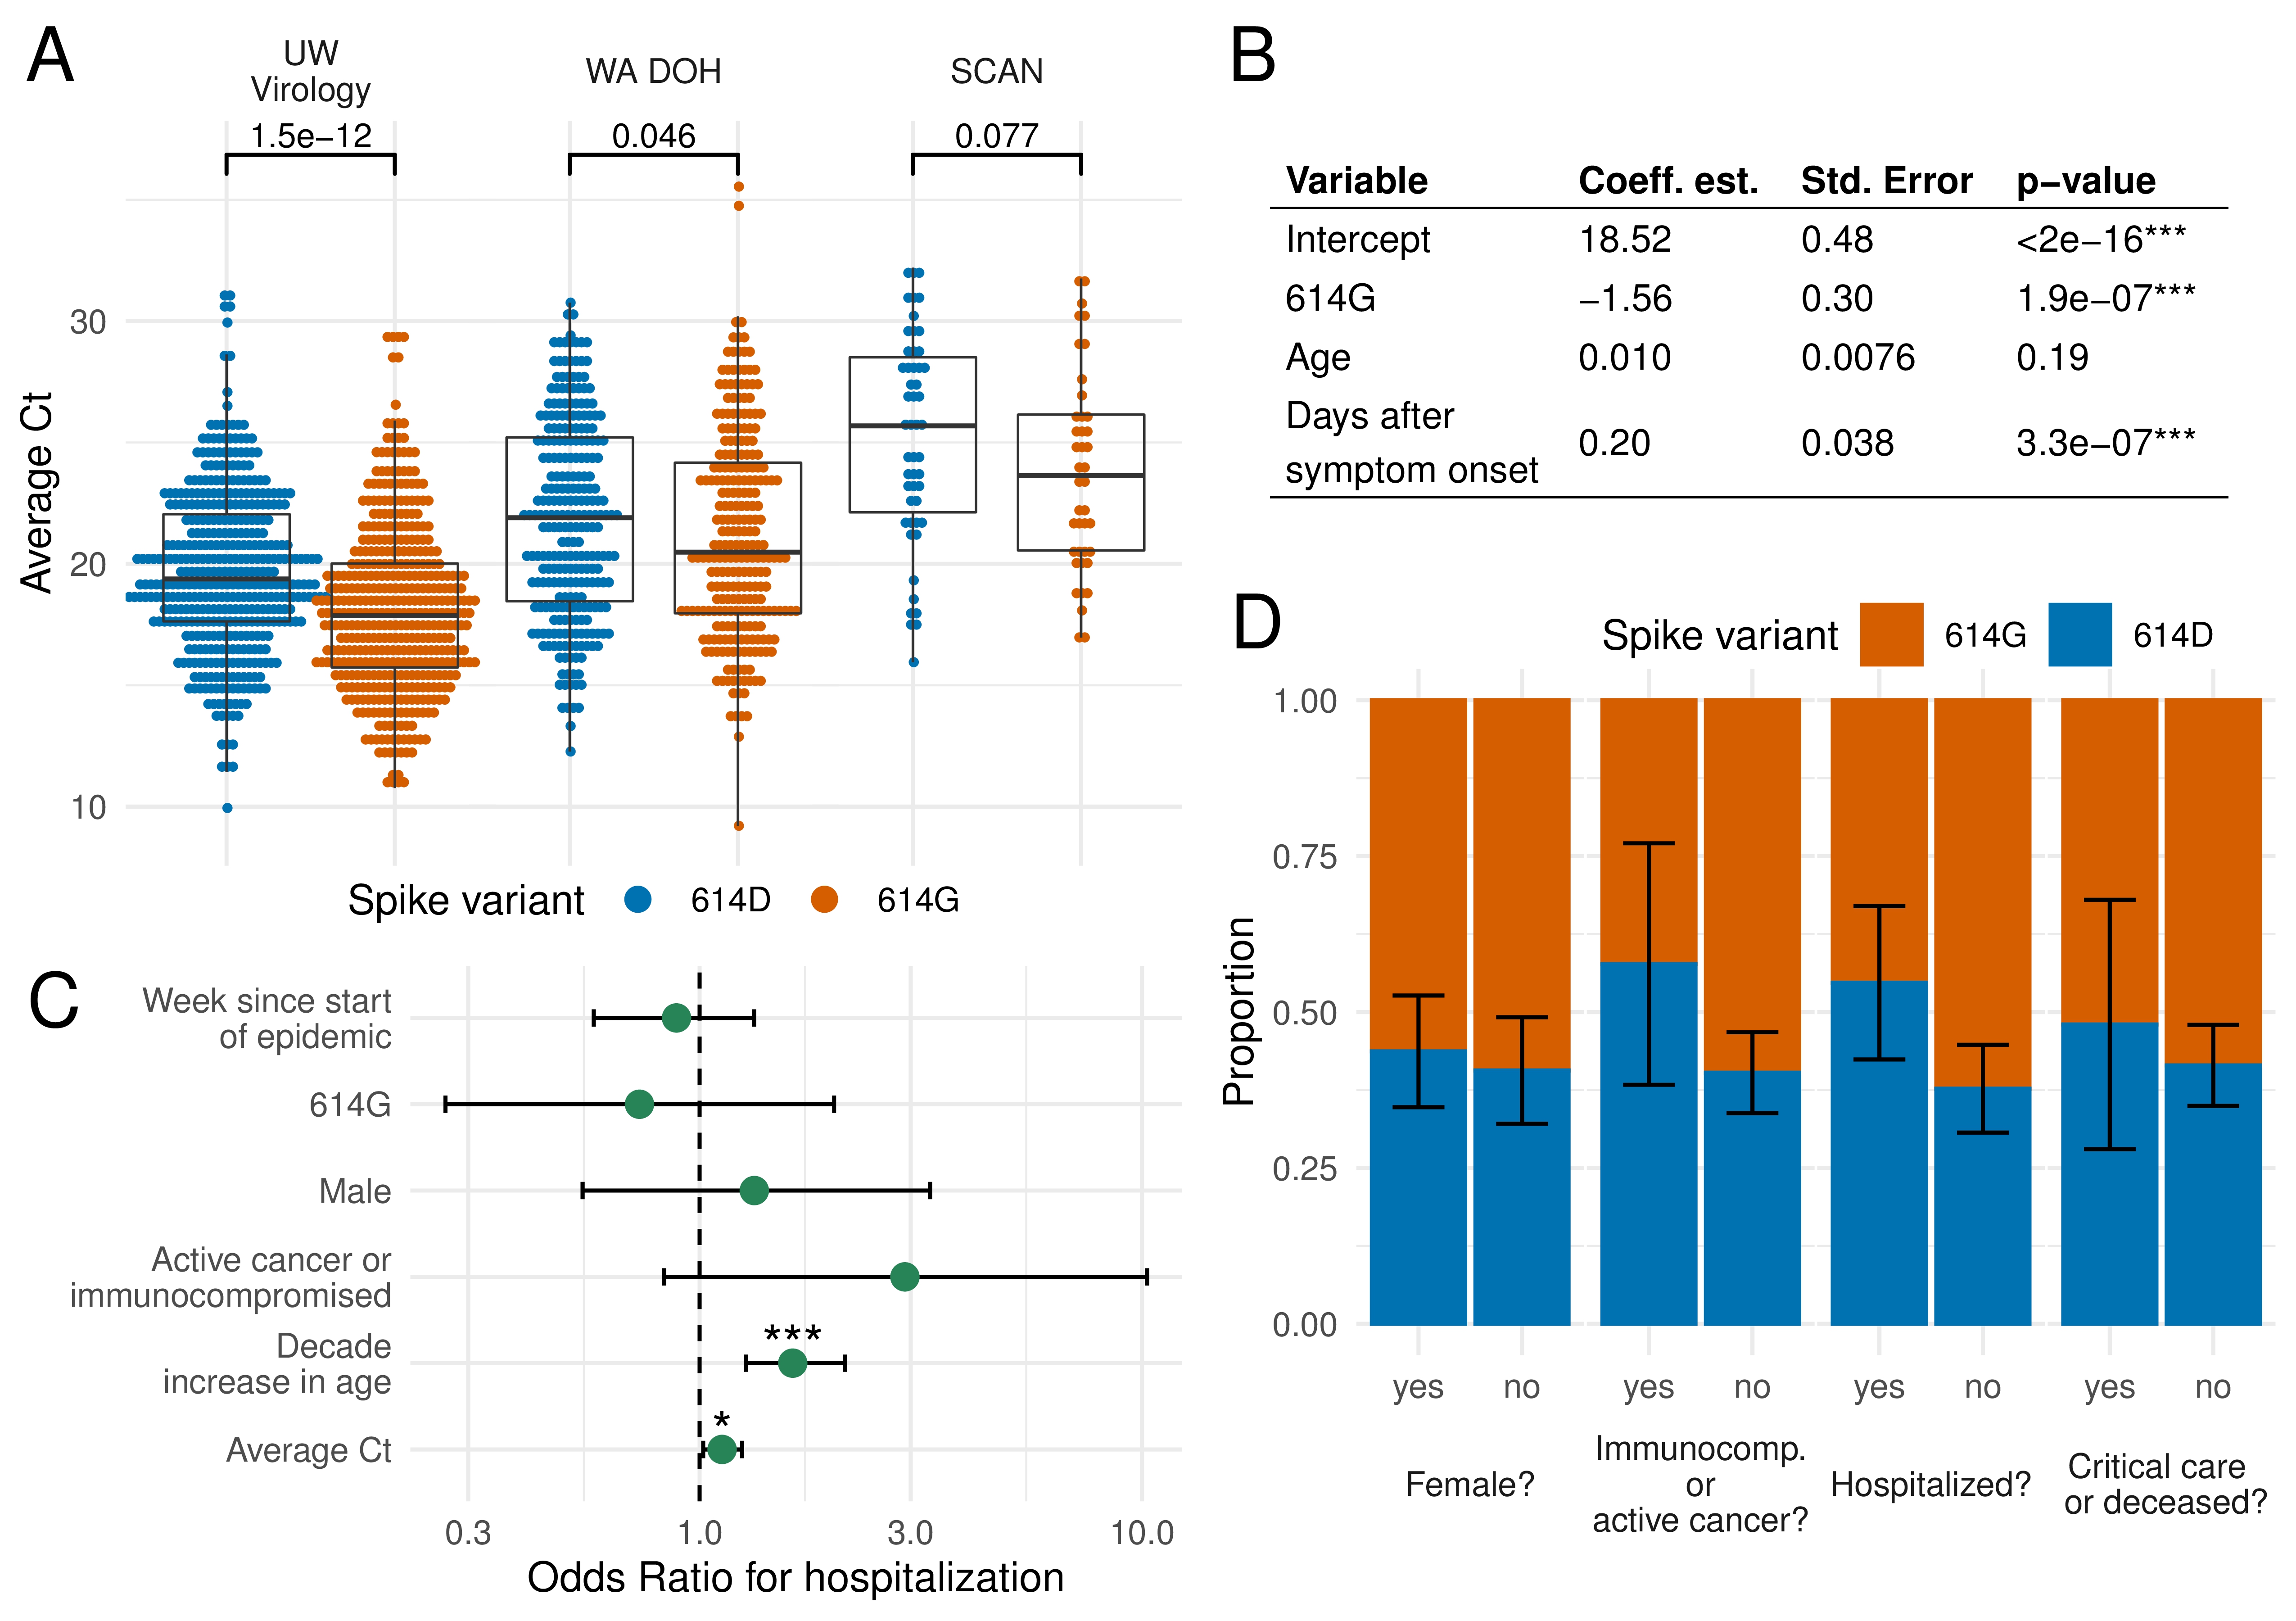 A
UW
Virology
WA DOH
SCAN
1.5e−12
0.046
0.077
Average Ct
30
20
10
Spike variant
614D
614G
B
Variable Coeff. est. Std. Error p−value
Intercept 18.52 0.48 <2e−16***
614G −1.56 0.30 1.9e−07***
Age 0.010 0.0076 0.19
Days after
symptom onset 0.20 0.038 3.3e−07***
C
Week since start
of epidemic
614G
Male
Active cancer or
immunocompromised
Decade
increase in age
Average Ct
***
*
0.3 1.0 3.0 10.0
Odds Ratio for hospitalization
D
Spike variant
614G
614D
Proportion
1.00
0.75
0.50
0.25
0.00
yes no yes no yes no yes no
Female?
Immunocomp.
or
active cancer?
Hospitalized?
Critical care
or deceased?